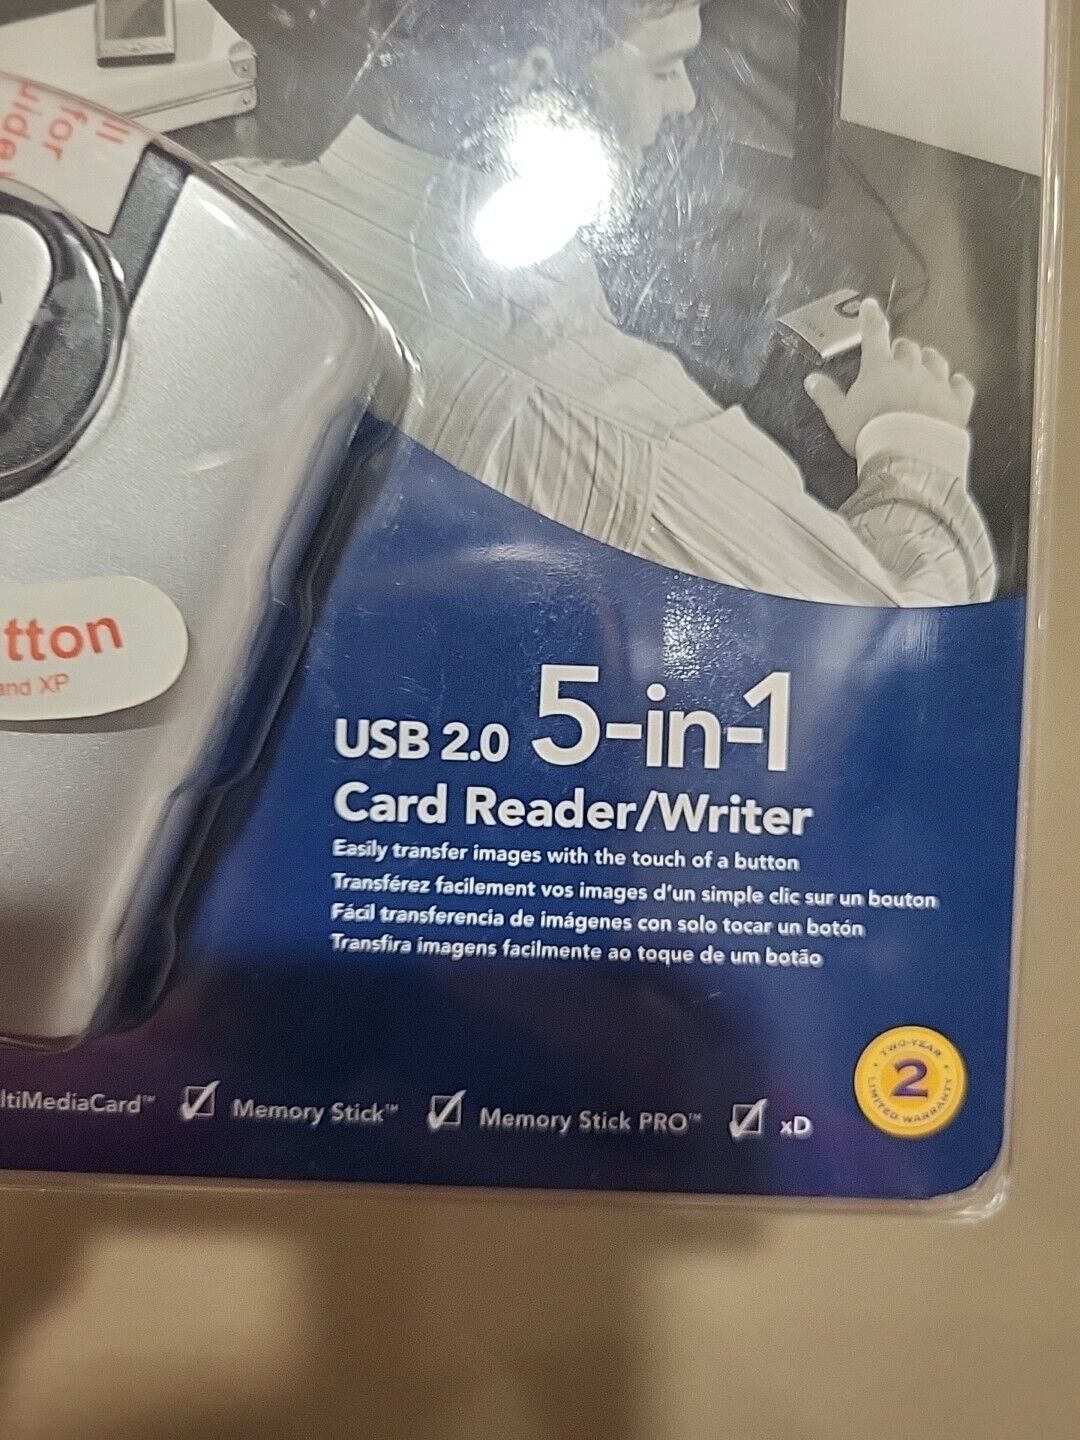 ll
for
tton
and XP
USB 2.0 5-in-1
Card Reader/Writer
Easily transfer images with the touch of a button
Transférez facilement vos images d'un simple clic sur un bouton
Fácil transferencia de imágenes con solo tocar un botón
Transfira imagens facilmente ao toque de um botão
TWO-YEAR
2
LIMITED WARRANTY
ltiMediaCard™ Memory Stick™ Memory Stick PRO™ xD